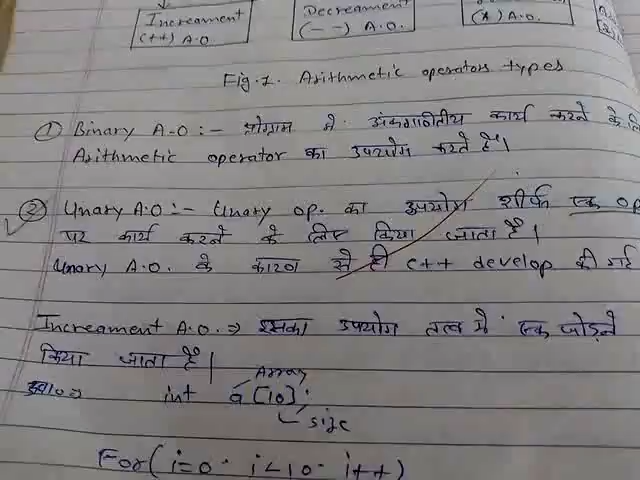 Increament
(++) A.O
Decreament
(--) A.O.
(*) A.O.
Fig.1. Arithmetic operators types
① Binary A.O :- प्रोग्राम मे अंकगणितीय कार्य करने के लि
Arithmetic operator का उपयोग करते है।
② Unary A.O :- Unary op. का उपयोग शीर्फ एक op
पर कार्य करने के लिए किया जाता है।
Unary A.O. के कारण से ही c++ develop की गई
Increament A.O. ⇒ इसका उपयोग तत्व मे एक जोड़ने
किया जाता है।
Array
int a[10];
size
For(i=0; i<10; i++)